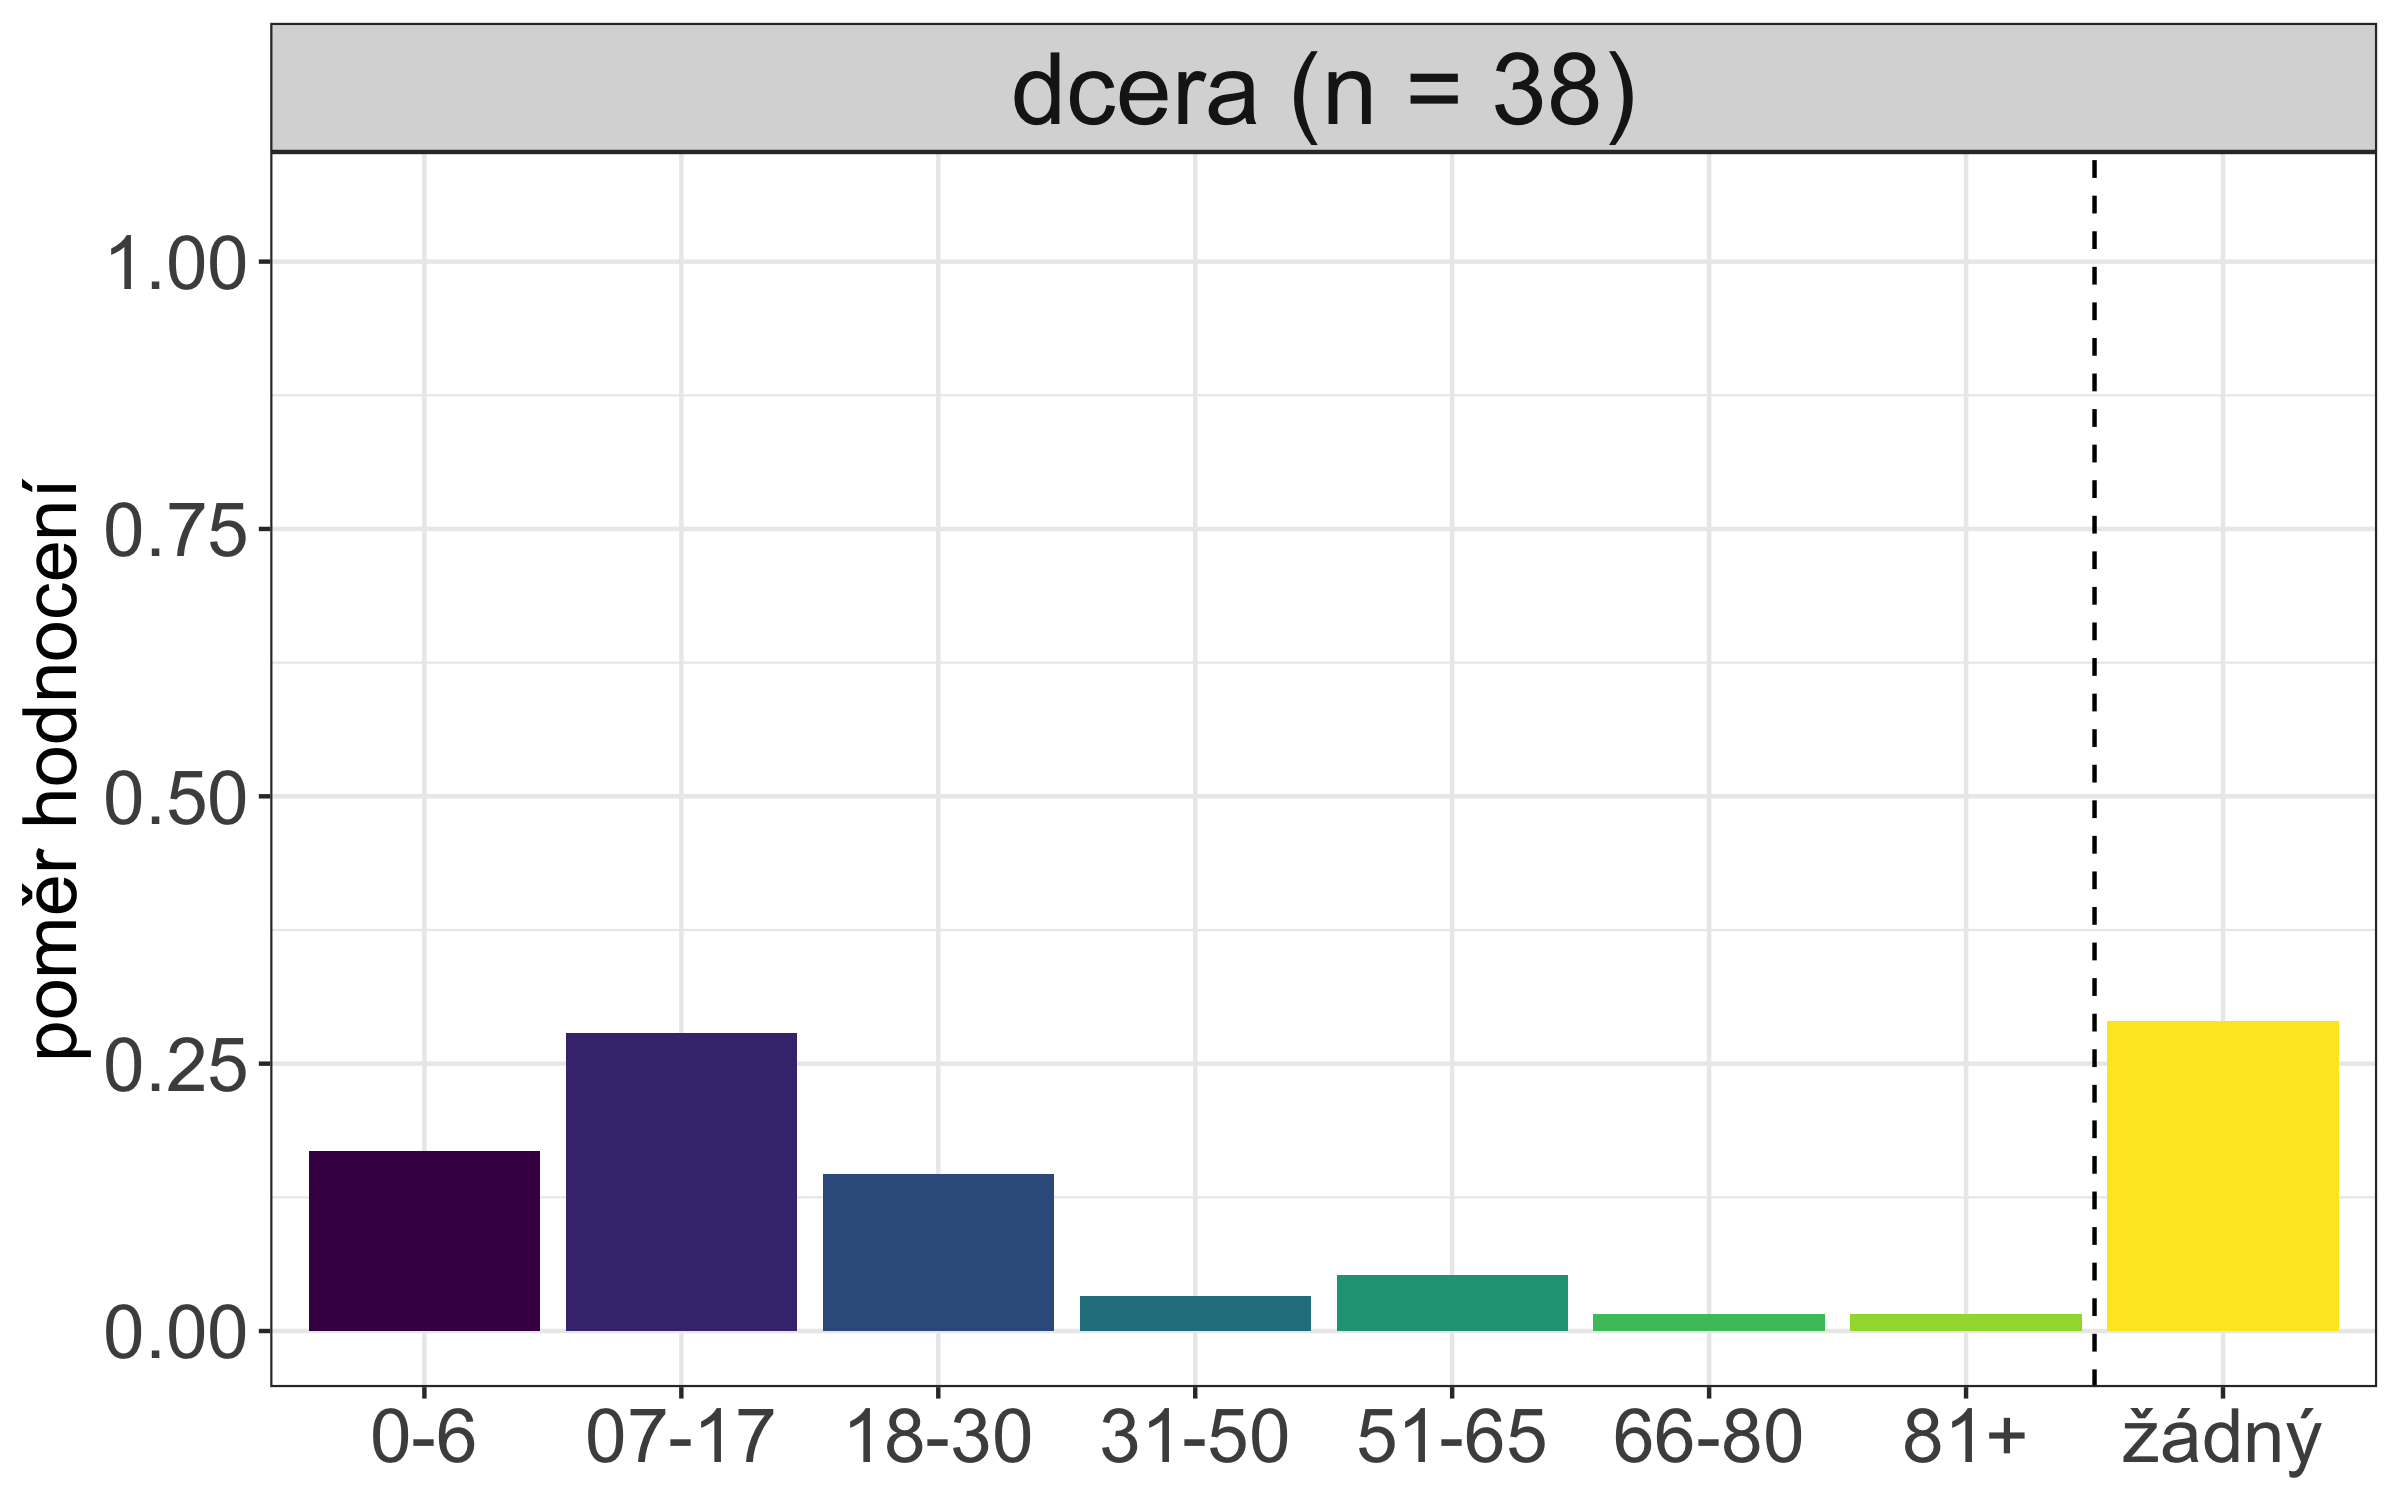 dcera (n = 38)
poměr hodnocení
1.00
0.75
0.50
0.25
0.00
0-6 07-17 18-30 31-50 51-65 66-80 81+ žádný